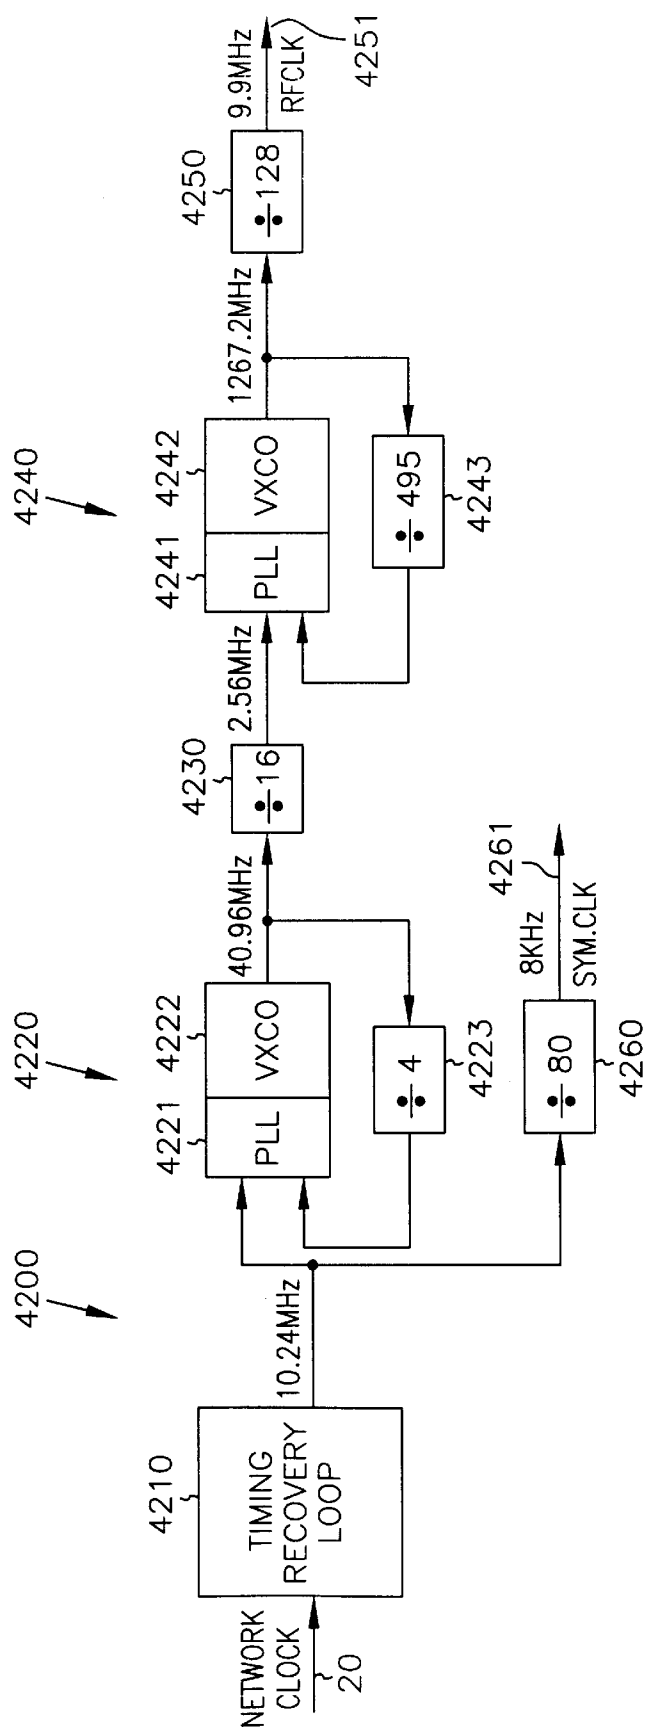 4200
NETWORK
CLOCK
20
4210
TIMING
RECOVERY
LOOP
10.24MHz
4220
4221
PLL
4222
VXCO
4223
÷4
40.96MHz
4230
÷16
2.56MHz
4240
4241
PLL
4242
VXCO
4243
÷495
1267.2MHz
4250
÷128
9.9MHz
RFCLK
4251
4260
÷80
8KHz
SYM.CLK
4261